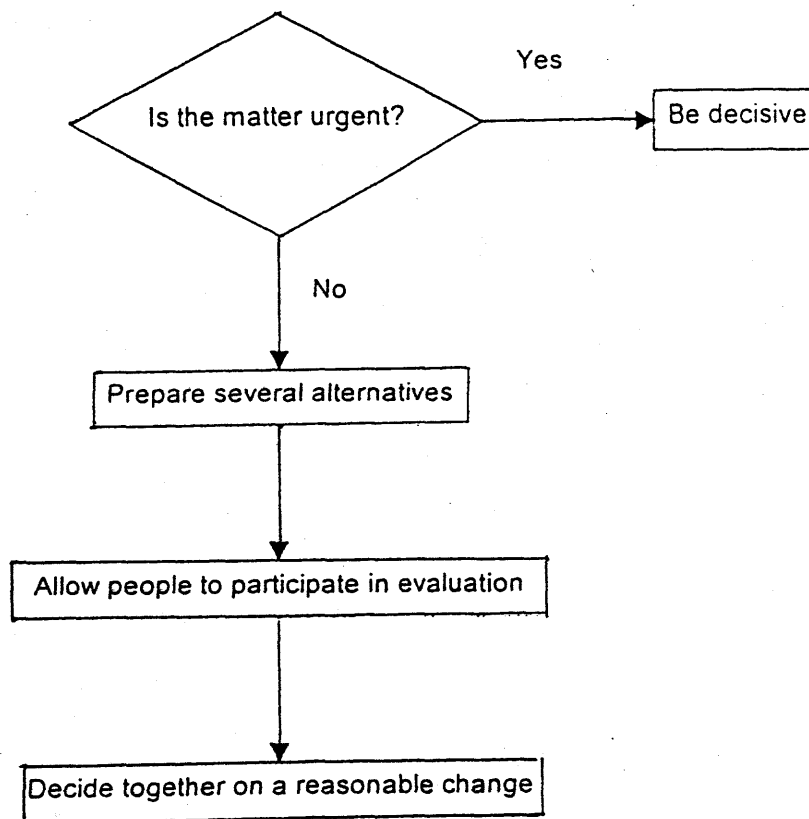 Yes
Is the matter urgent?
Be decisive
No
Prepare several alternatives
Allow people to participate in evaluation
Decide together on a reasonable change